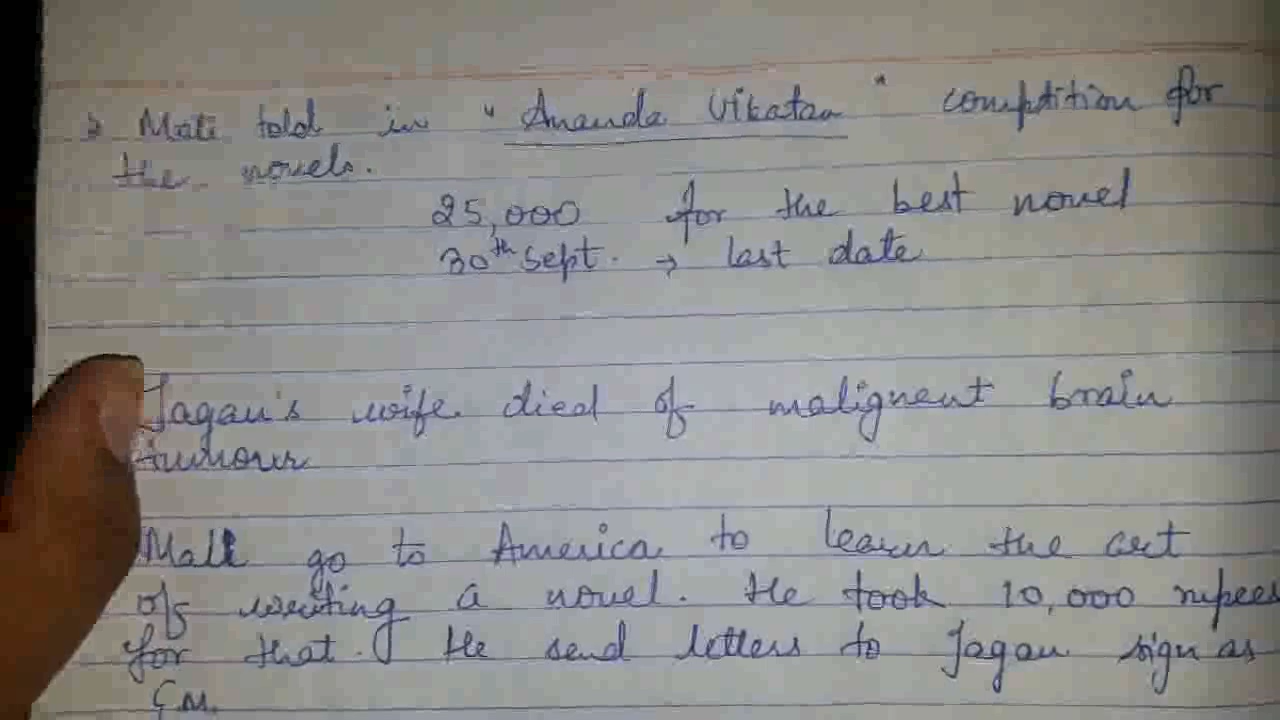 → Mali told in "Ananda Vikatan" compitition for
the novels.
25,000 for the best novel
30th Sept. → last date
Jagan's wife died of malignent brain
tumour
Mali go to America to learn the art
of writing a novel. He took 10,000 rupees
for that. He send letters to Jagan sign as